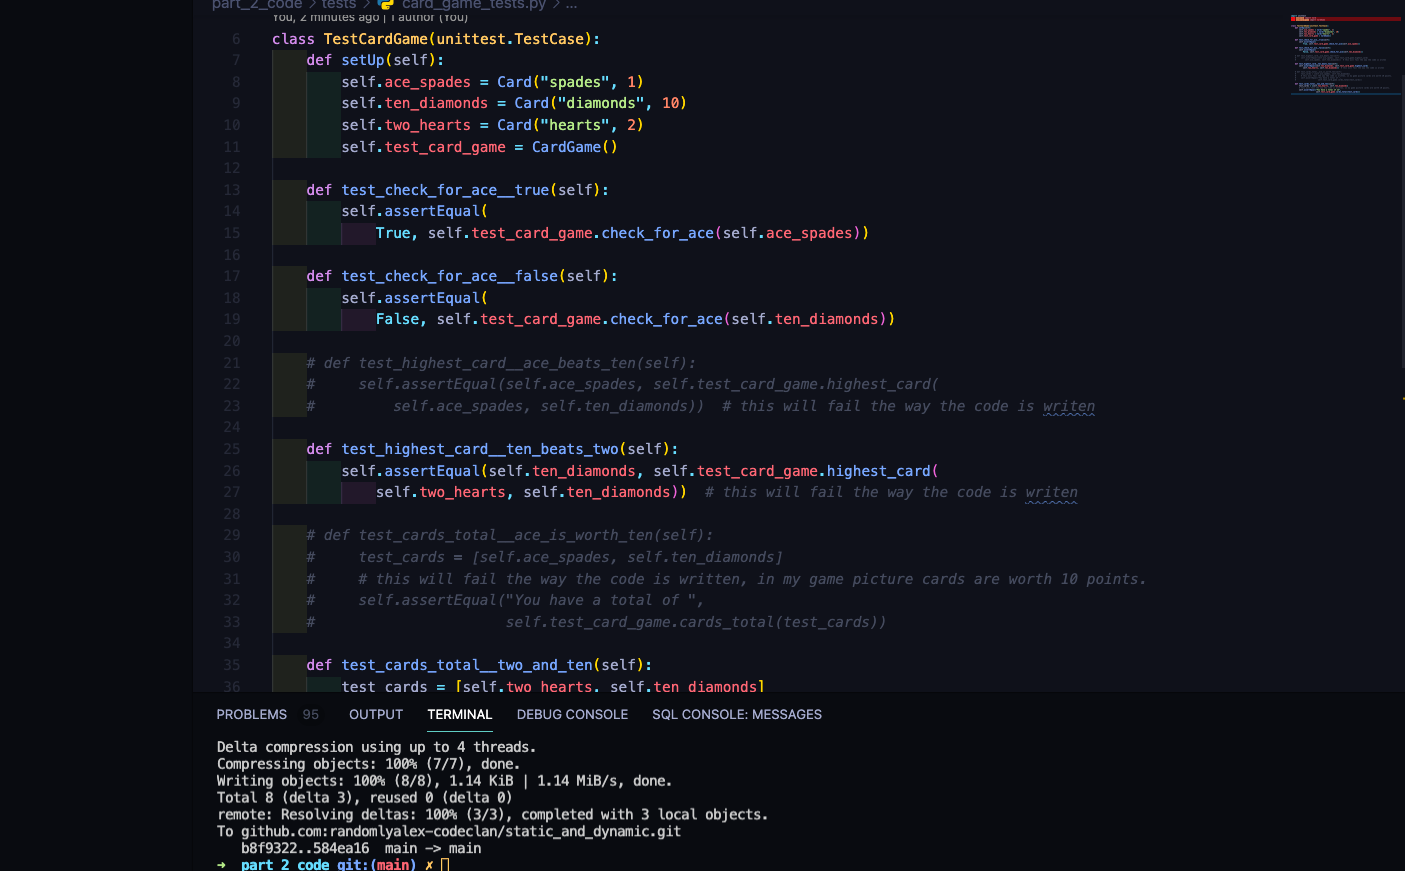 part_2_code > tests > card_game_tests.py > ...
You, 2 minutes ago | 1 author (You)
6 class TestCardGame(unittest.TestCase):
7 def setUp(self):
8 self.ace_spades = Card("spades", 1)
9 self.ten_diamonds = Card("diamonds", 10)
10 self.two_hearts = Card("hearts", 2)
11 self.test_card_game = CardGame()
12
13 def test_check_for_ace__true(self):
14 self.assertEqual(
15 True, self.test_card_game.check_for_ace(self.ace_spades))
16
17 def test_check_for_ace__false(self):
18 self.assertEqual(
19 False, self.test_card_game.check_for_ace(self.ten_diamonds))
20
21 # def test_highest_card__ace_beats_ten(self):
22 # self.assertEqual(self.ace_spades, self.test_card_game.highest_card(
23 # self.ace_spades, self.ten_diamonds)) # this will fail the way the code is writen
24
25 def test_highest_card__ten_beats_two(self):
26 self.assertEqual(self.ten_diamonds, self.test_card_game.highest_card(
27 self.two_hearts, self.ten_diamonds)) # this will fail the way the code is writen
28
29 # def test_cards_total__ace_is_worth_ten(self):
30 # test_cards = [self.ace_spades, self.ten_diamonds]
31 # # this will fail the way the code is written, in my game picture cards are worth 10 points.
32 # self.assertEqual("You have a total of ",
33 # self.test_card_game.cards_total(test_cards))
34
35 def test_cards_total__two_and_ten(self):
36 test_cards = [self.two_hearts, self.ten_diamonds]
PROBLEMS 95 OUTPUT TERMINAL DEBUG CONSOLE SQL CONSOLE: MESSAGES
Delta compression using up to 4 threads.
Compressing objects: 100% (7/7), done.
Writing objects: 100% (8/8), 1.14 KiB | 1.14 MiB/s, done.
Total 8 (delta 3), reused 0 (delta 0)
remote: Resolving deltas: 100% (3/3), completed with 3 local objects.
To github.com:randomlyalex-codeclan/static_and_dynamic.git
b8f9322..584ea16 main -> main
➜ part_2_code git:(main) ✗